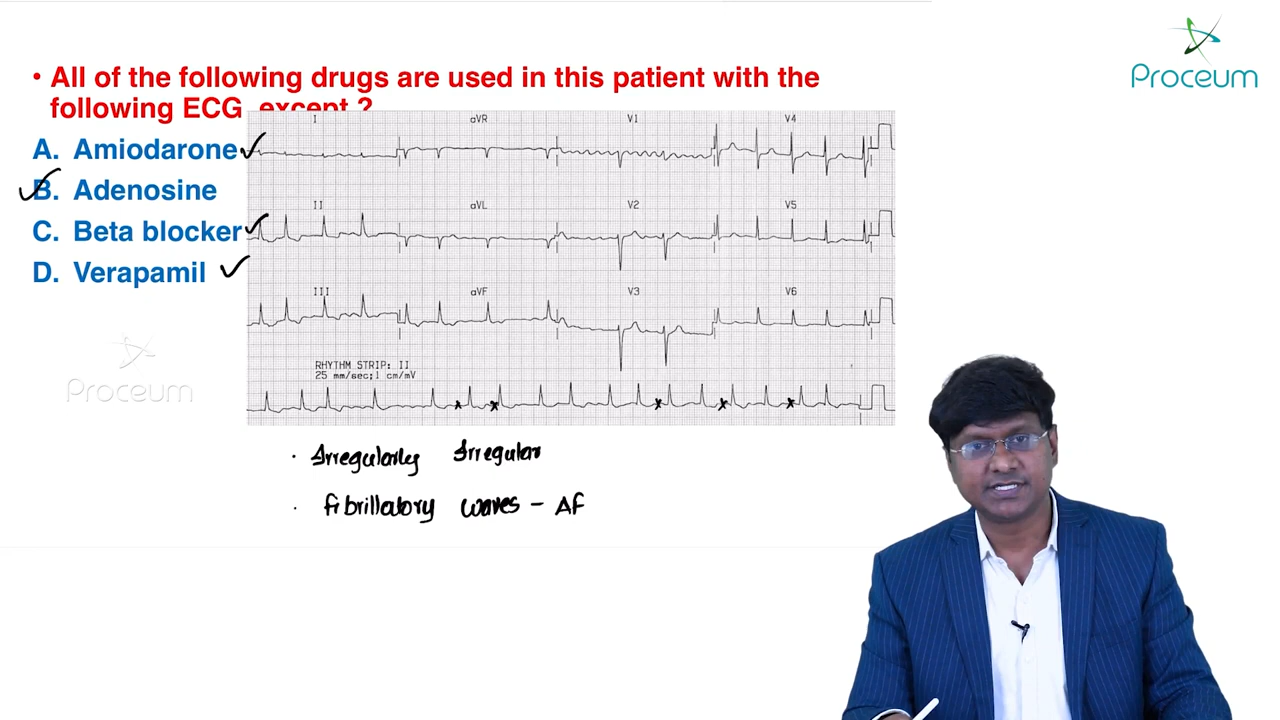 Proceum
• All of the following drugs are used in this patient with the
following ECG except ?
A. Amiodarone
B. Adenosine
C. Beta blocker
D. Verapamil
I aVR V1 V4
II aVL V2 V5
III aVF V3 V6
RHYTHM STRIP: II
25 mm/sec;1 cm/mV
Proceum
· Irregularly Irregular
· fibrillatory waves - AF